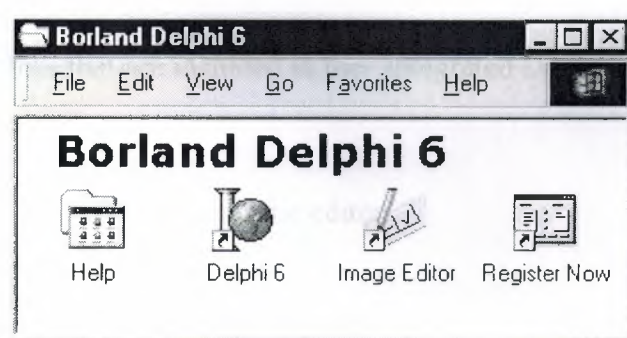 Borland Delphi 6
File Edit View Go Favorites Help
Borland Delphi 6
Help Delphi 6 Image Editor Register Now